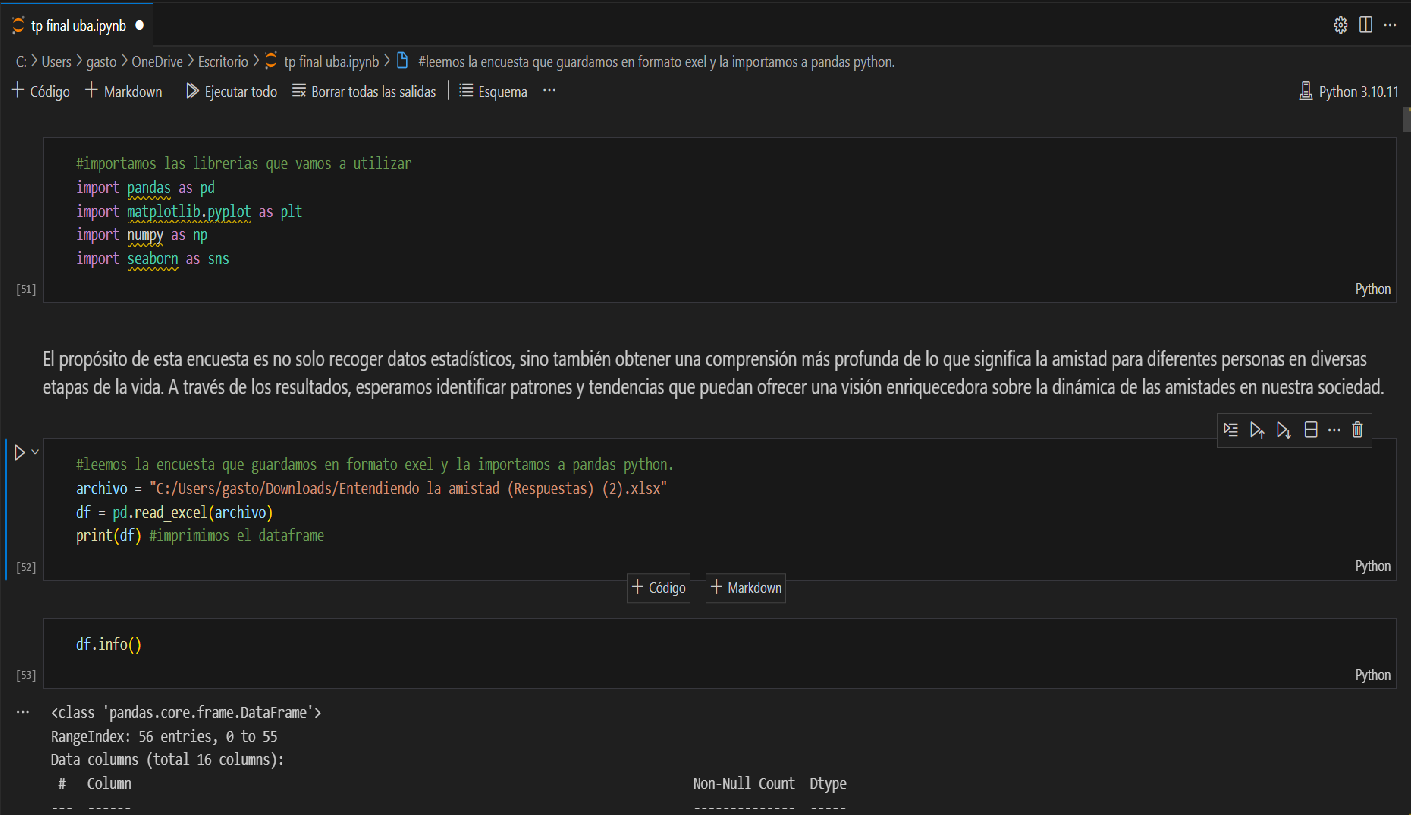 tp final uba.ipynb
C: > Users > gasto > OneDrive > Escritorio > tp final uba.ipynb > #leemos la encuesta que guardamos en formato exel y la importamos a pandas python.
+ Código + Markdown Ejecutar todo Borrar todas las salidas Esquema ... Python 3.10.11
#importamos las librerias que vamos a utilizar
import pandas as pd
import matplotlib.pyplot as plt
import numpy as np
import seaborn as sns
[51] Python
El propósito de esta encuesta es no solo recoger datos estadísticos, sino también obtener una comprensión más profunda de lo que significa la amistad para diferentes personas en diversas
etapas de la vida. A través de los resultados, esperamos identificar patrones y tendencias que puedan ofrecer una visión enriquecedora sobre la dinámica de las amistades en nuestra sociedad.
#leemos la encuesta que guardamos en formato exel y la importamos a pandas python.
archivo = "C:/Users/gasto/Downloads/Entendiendo la amistad (Respuestas) (2).xlsx"
df = pd.read_excel(archivo)
print(df) #imprimimos el dataframe
[52] Python
+ Código + Markdown
df.info()
[53] Python
... <class 'pandas.core.frame.DataFrame'>
RangeIndex: 56 entries, 0 to 55
Data columns (total 16 columns):
# Column Non-Null Count Dtype
--- ------ -------------- -----